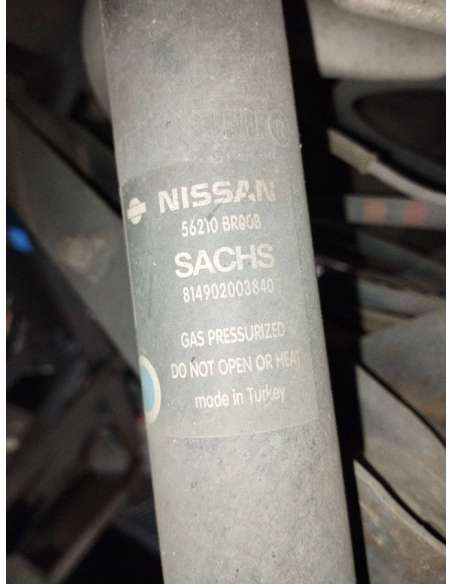 NISSAN
56210 BR00B
SACHS
814902003840
GAS PRESSURIZED
DO NOT OPEN OR HEAT
made in Turkey